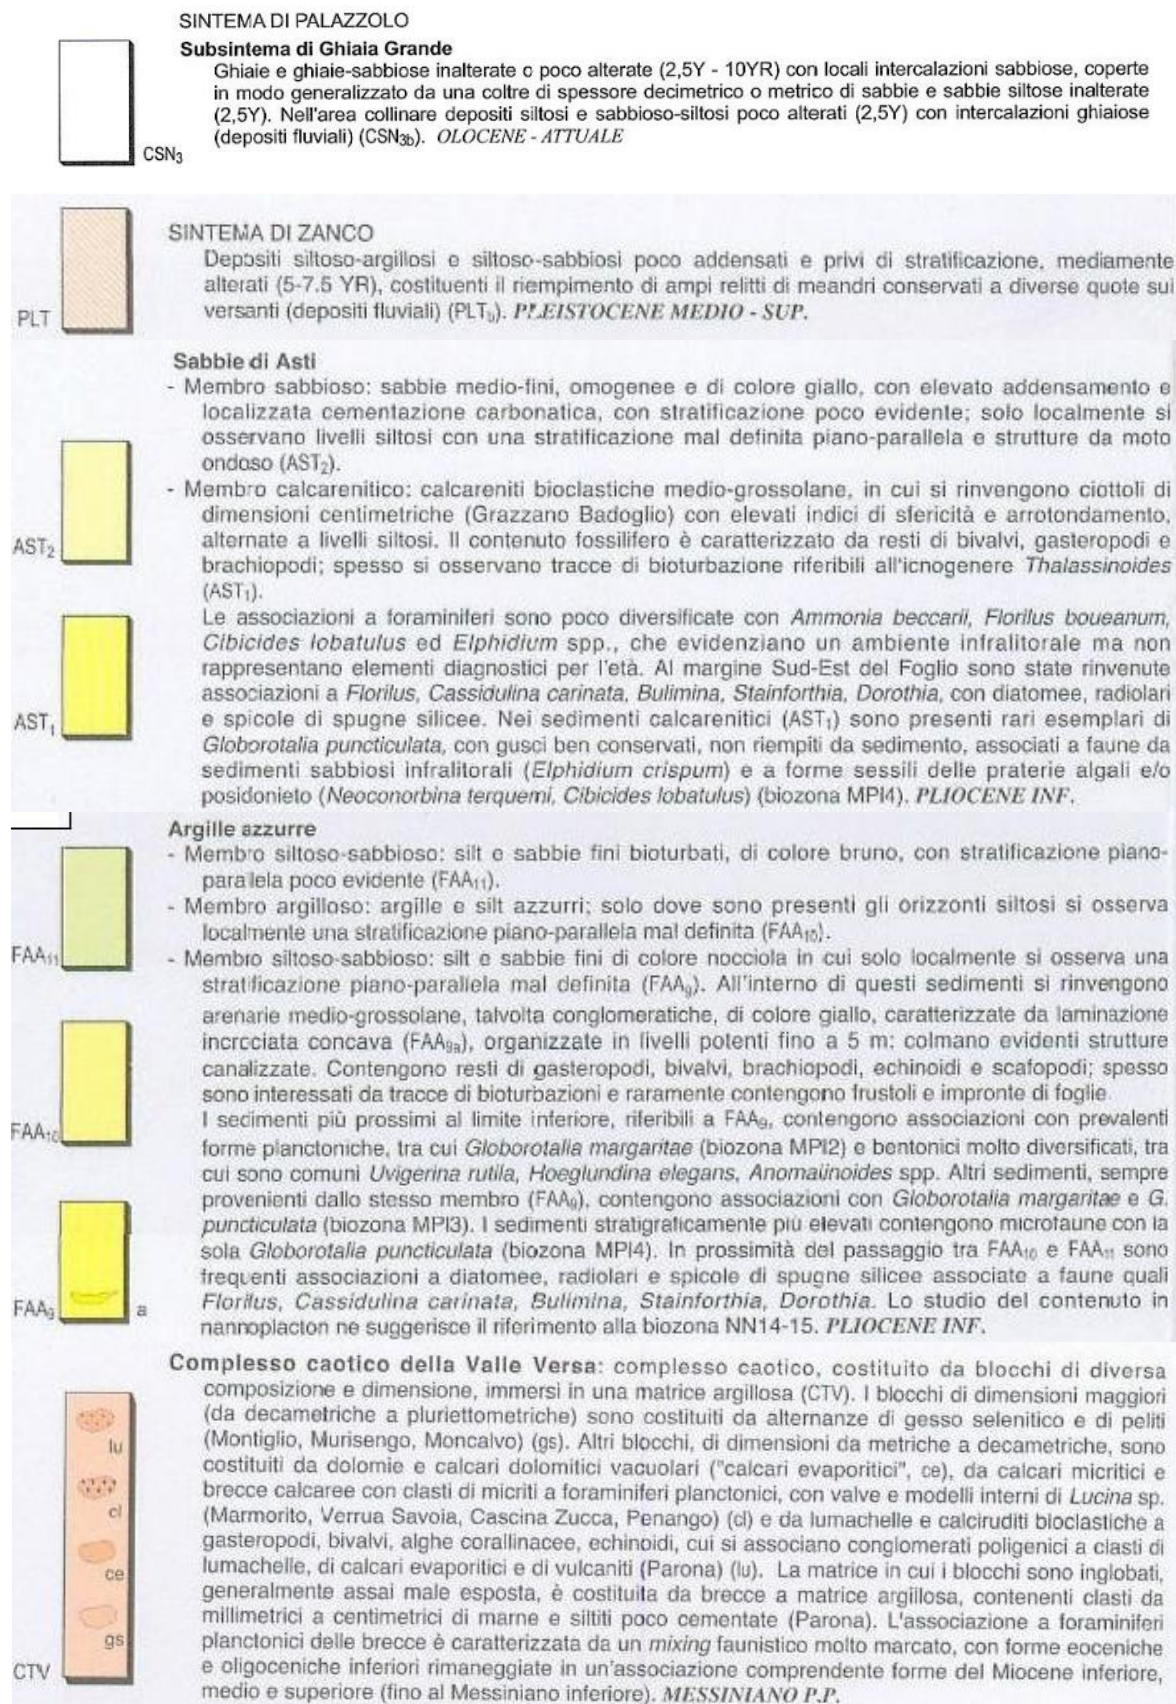 SINTEMA DI PALAZZOLO
Subsintema di Ghiaia Grande
Ghiaie e ghiaie-sabbiose inalterate o poco alterate (2,5Y - 10YR) con locali intercalazioni sabbiose, coperte
in modo generalizzato da una coltre di spessore decimetrico o metrico di sabbie e sabbie siltose inalterate
(2,5Y). Nell'area collinare depositi siltosi e sabbioso-siltosi poco alterati (2,5Y) con intercalazioni ghiaiose
(depositi fluviali) (CSN3b). OLOCENE - ATTUALE
CSN3
SINTEMA DI ZANCO
Depositi siltoso-argillosi e siltoso-sabbiosi poco addensati e privi di stratificazione, mediamente
alterati (5-7.5 YR), costituenti il riempimento di ampi relitti di meandri conservati a diverse quote sui
versanti (depositi fluviali) (PLTb). PLEISTOCENE MEDIO - SUP.
PLT
Sabbie di Asti
- Membro sabbioso: sabbie medio-fini, omogenee e di colore giallo, con elevato addensamento e
localizzata cementazione carbonatica, con stratificazione poco evidente; solo localmente si
osservano livelli siltosi con una stratificazione mal definita piano-parallela e strutture da moto
ondoso (AST2).
- Membro calcarenitico: calcareniti bioclastiche medio-grossolane, in cui si rinvengono ciottoli di
dimensioni centimetriche (Grazzano Badoglio) con elevati indici di sfericità e arrotondamento,
alternate a livelli siltosi. Il contenuto fossilifero è caratterizzato da resti di bivalvi, gasteropodi e
brachiopodi; spesso si osservano tracce di bioturbazione riferibili all'icnogenere Thalassinoides
(AST1).
AST2
Le associazioni a foraminiferi sono poco diversificate con Ammonia beccarii, Florilus boueanum,
Cibicides lobatulus ed Elphidium spp., che evidenziano un ambiente infralitorale ma non
rappresentano elementi diagnostici per l'età. Al margine Sud-Est del Foglio sono state rinvenute
associazioni a Florilus, Cassidulina carinata, Bulimina, Stainforthia, Dorothia, con diatomee, radiolari
e spicole di spugne silicee. Nei sedimenti calcarenitici (AST1) sono presenti rari esemplari di
Globorotalia puncticulata, con gusci ben conservati, non riempiti da sedimento, associati a faune da
sedimenti sabbiosi infralitorali (Elphidium crispum) e a forme sessili delle praterie algali e/o
posidonieto (Neoconorbina terquemi, Cibicides lobatulus) (biozona MPl4). PLIOCENE INF.
AST1
Argille azzurre
- Membro siltoso-sabbioso: silt e sabbie fini bioturbati, di colore bruno, con stratificazione piano-
parallela poco evidente (FAA11).
- Membro argilloso: argille e silt azzurri; solo dove sono presenti gli orizzonti siltosi si osserva
localmente una stratificazione piano-parallela mal definita (FAA10).
- Membro siltoso-sabbioso: silt e sabbie fini di colore nocciola in cui solo localmente si osserva una
stratificazione piano-parallela mal definita (FAA9). All'interno di questi sedimenti si rinvengono
arenarie medio-grossolane, talvolta conglomeratiche, di colore giallo, caratterizzate da laminazione
incrociata concava (FAA9a), organizzate in livelli potenti fino a 5 m; colmano evidenti strutture
canalizzate. Contengono resti di gasteropodi, bivalvi, brachiopodi, echinoidi e scafopodi; spesso
sono interessati da tracce di bioturbazioni e raramente contengono frustoli e impronte di foglie.
FAA11
I sedimenti più prossimi al limite inferiore, riferibili a FAA9, contengono associazioni con prevalenti
forme planctoniche, tra cui Globorotalia margaritae (biozona MPl2) e bentonici molto diversificati, tra
cui sono comuni Uvigerina rutila, Hoeglundina elegans, Anomalinoides spp. Altri sedimenti, sempre
provenienti dallo stesso membro (FAA9), contengono associazioni con Globorotalia margaritae e G.
puncticulata (biozona MPl3). I sedimenti stratigraficamente più elevati contengono microfaune con la
sola Globorotalia puncticulata (biozona MPl4). In prossimità del passaggio tra FAA10 e FAA11 sono
frequenti associazioni a diatomee, radiolari e spicole di spugne silicee associate a faune quali
Florilus, Cassidulina carinata, Bulimina, Stainforthia, Dorothia. Lo studio del contenuto in
nannoplacton ne suggerisce il riferimento alla biozona NN14-15. PLIOCENE INF.
FAA10
FAA9
a
Complesso caotico della Valle Versa: complesso caotico, costituito da blocchi di diversa
composizione e dimensione, immersi in una matrice argillosa (CTV). I blocchi di dimensioni maggiori
(da decametriche a pluriettometriche) sono costituiti da alternanze di gesso selenitico e di peliti
(Montiglio, Murisengo, Moncalvo) (gs). Altri blocchi, di dimensioni da metriche a decametriche, sono
costituiti da dolomie e calcari dolomitici vacuolari ("calcari evaporitici", ce), da calcari micritici e
brecce calcaree con clasti di micriti a foraminiferi planctonici, con valve e modelli interni di Lucina sp.
(Marmorito, Verrua Savoia, Cascina Zucca, Penango) (cl) e da lumachelle e calciruditi bioclastiche a
gasteropodi, bivalvi, alghe corallinacee, echinoidi, cui si associano conglomerati poligenici a clasti di
lumachelle, di calcari evaporitici e di vulcaniti (Parona) (lu). La matrice in cui i blocchi sono inglobati,
generalmente assai male esposta, è costituita da brecce a matrice argillosa, contenenti clasti da
millimetrici a centimetrici di marne e siltiti poco cementate (Parona). L'associazione a foraminiferi
planctonici delle brecce è caratterizzata da un mixing faunistico molto marcato, con forme eoceniche
e oligoceniche inferiori rimaneggiate in un'associazione comprendente forme del Miocene inferiore,
medio e superiore (fino al Messiniano inferiore). MESSINIANO P.P.
lu
cl
ce
gs
CTV